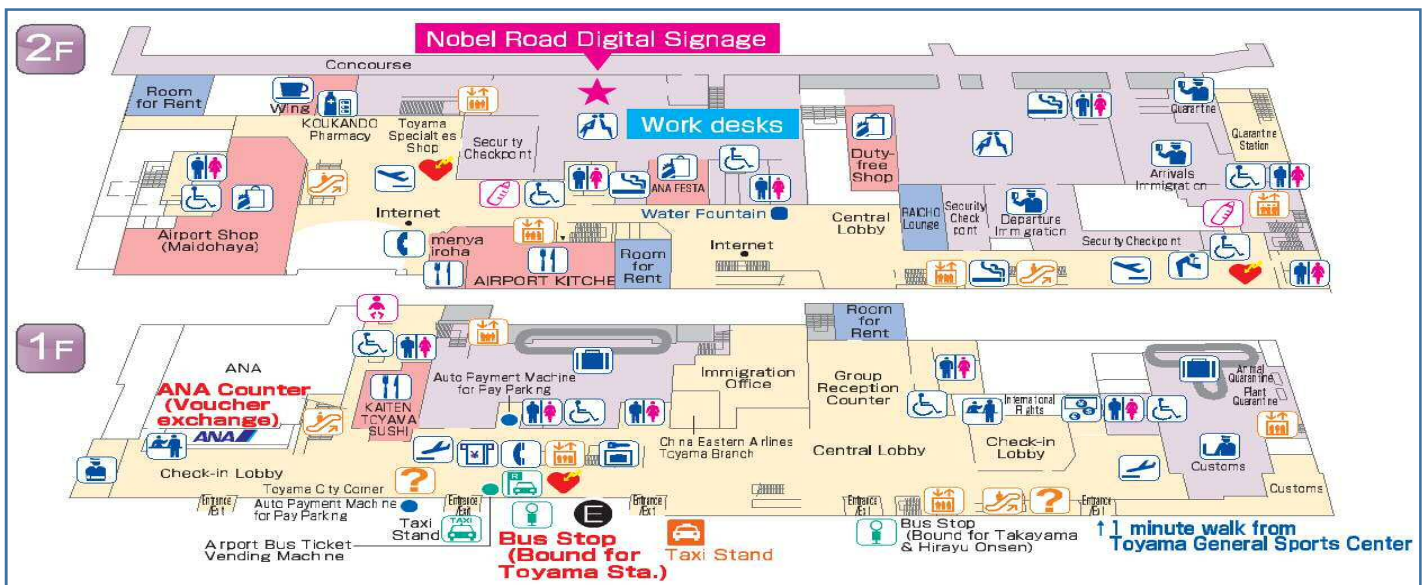 2F
Nobel Road Digital Signage
Concourse
Room
for Rent
Wing
KOUKANDO
Pharmacy
Toyama
Specialties
Shop
Security
Checkpoint
Work desks
ANA FESTA
Duty-
free
Shop
Quarantine
Quarantine
Station
Arrivals
Immigration
Airport Shop
(Maidohaya)
Internet
menya
iroha
AIRPORT KITCHE
Room
for
Rent
Water Fountain
Internet
Central
Lobby
RAICHO
Lounge
Security
Check
point
Departure
Immigration
Security Checkpoint
1F
ANA
ANA Counter
(Voucher
exchange)
ANA
KAITEN
TOYAMA
SUSHI
Auto Payment Machine
for Pay Parking
Immigration
Office
Room
for
Rent
Group
Reception
Counter
International
Check-in
Lobby
Animal
Quarantine
Plant
Quarantine
Customs
Customs
Check-in Lobby
Toyama City Corner
China Eastern Airlines
Toyama Branch
Central Lobby
Entrance
/Exit
Auto Payment Machine
for Pay Parking
Taxi
Stand
TAXI
Entrance
/Exit
R
E
Entrance
/Exit
Entrance
/Exit
Entrance
/Exit
Airport Bus Ticket
Vending Machine
Bus Stop
(Bound for
Toyama Sta.)
Taxi Stand
Bus Stop
(Bound for Takayama
& Hirayu Onsen)
↑ 1 minute walk from
Toyama General Sports Center